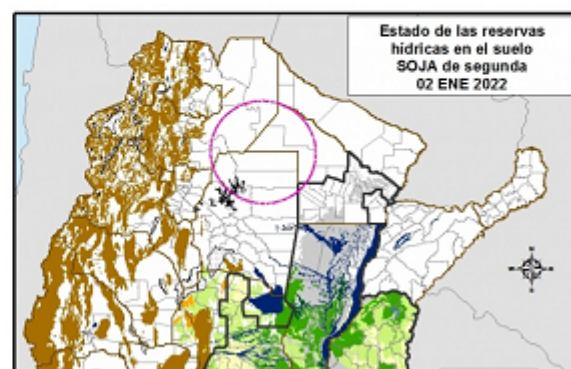 Estado de las reservas
hídricas en el suelo
SOJA de segunda
02 ENE 2022